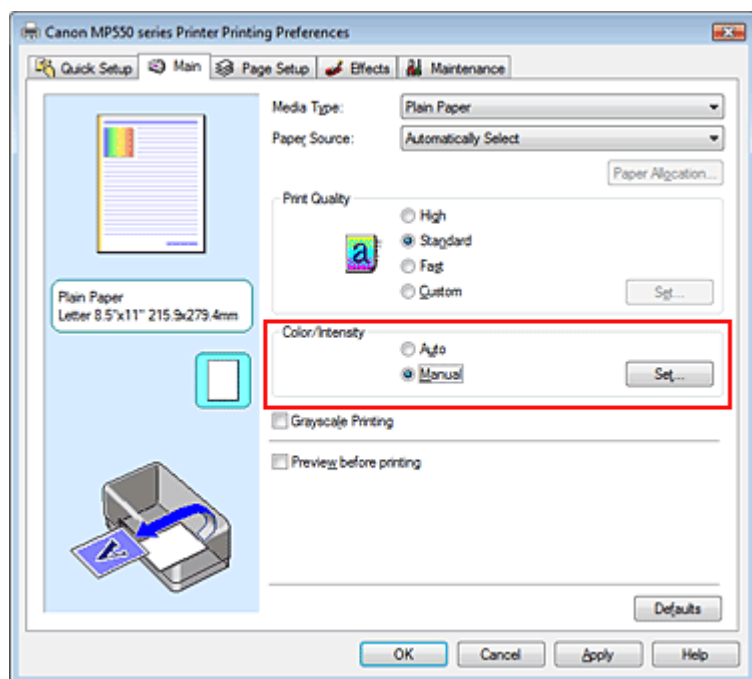 Canon MP550 series Printer Printing Preferences
Quick Setup Main Page Setup Effects Maintenance
Media Type: Plain Paper
Paper Source: Automatically Select
Paper Allocation...
Print Quality
High
a Standard
Fast
Custom Set...
Plain Paper
Letter 8.5"x11" 215.9x279.4mm
Color/Intensity
Auto
Manual Set...
Grayscale Printing
Preview before printing
A
Defaults
OK Cancel Apply Help